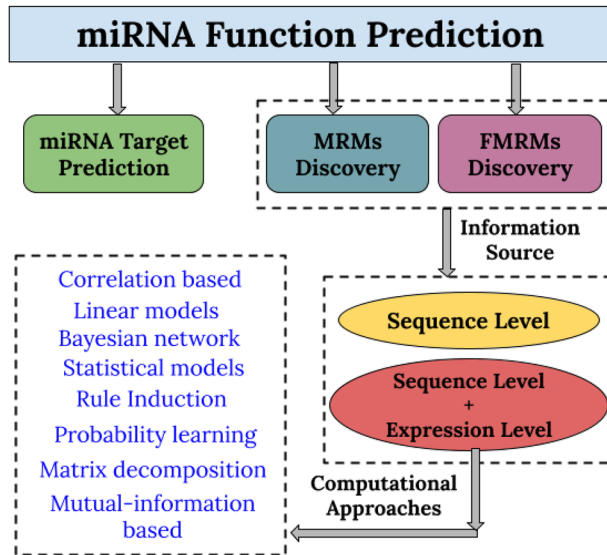 miRNA Function Prediction
miRNA Target
Prediction
MRMs
Discovery
FMRMs
Discovery
Information
Source
Sequence Level
Sequence Level
+
Expression Level
Computational
Approaches
Correlation based
Linear models
Bayesian network
Statistical models
Rule Induction
Probability learning
Matrix decomposition
Mutual-information
based